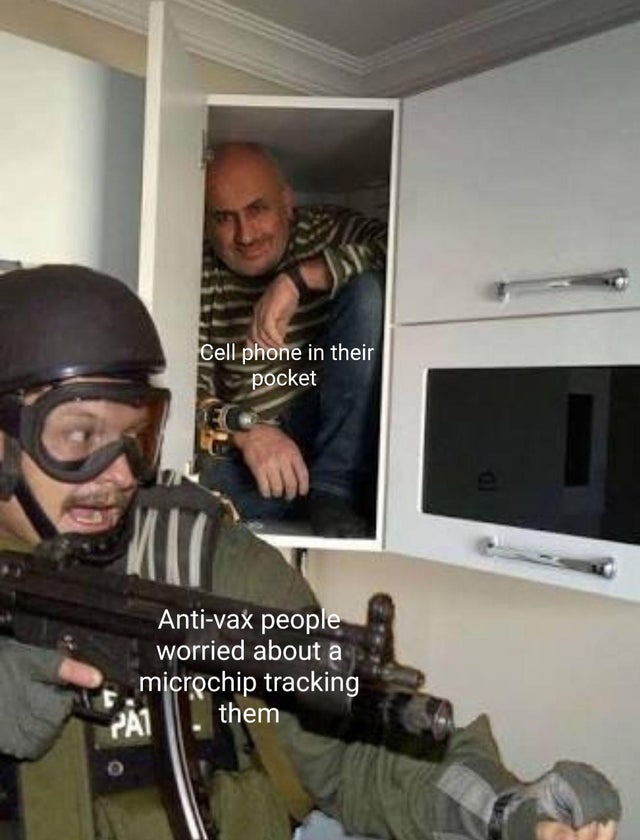 Cell phone in their
pocket
Anti-vax people
worried about a
microchip tracking
them